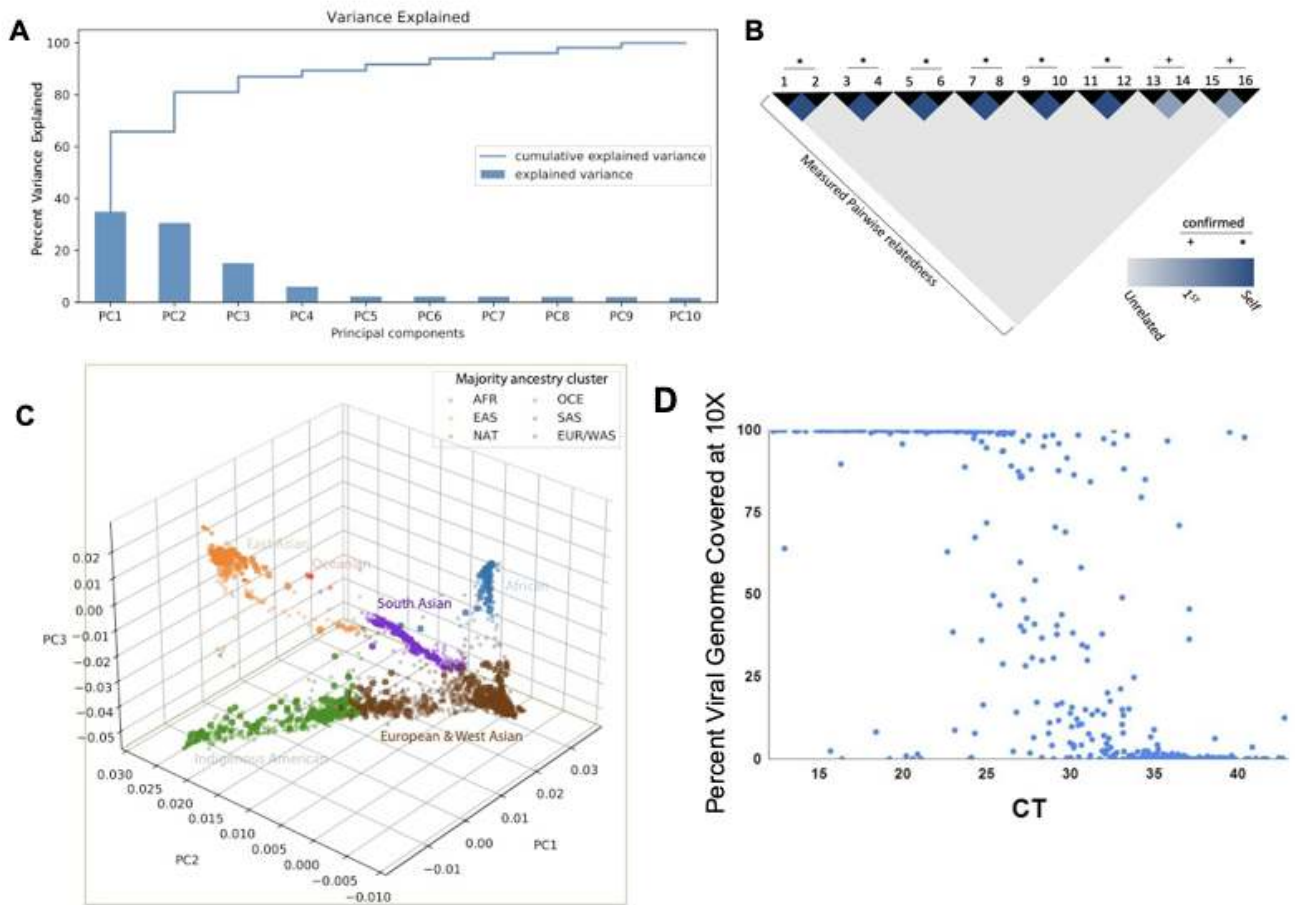 A
Variance Explained
Percent Variance Explained
100
80
60
40
20
0
cumulative explained variance
explained variance
PC1 PC2 PC3 PC4 PC5 PC6 PC7 PC8 PC9 PC10
Principal components
B
* * * * * * + +
1 2 3 4 5 6 7 8 9 10 11 12 13 14 15 16
Measured Pairwise relatedness
confirmed
+ *
Unrelated 1ST Self
C
Majority ancestry cluster
AFR OCE
EAS SAS
NAT EUR/WAS
East Asian
Oceanian
African
South Asian
European & West Asian
Indigenous American
PC3
0.02
0.01
0.00
−0.01
−0.02
−0.03
−0.04
−0.05
0.030
0.025
0.020
0.015
0.010
0.005
0.000
−0.005
−0.010
PC2
−0.01
0.00
0.01
0.02
0.03
PC1
D
Percent Viral Genome Covered at 10X
100
75
50
25
0
15 20 25 30 35 40
CT